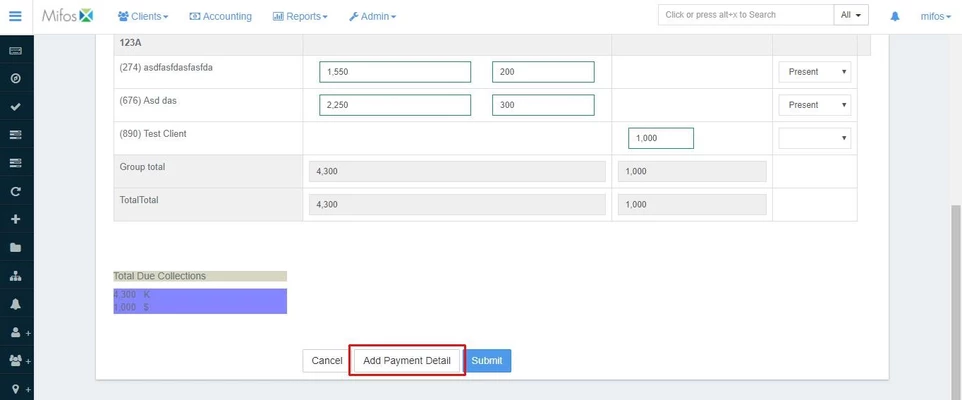 Mifos Clients Accounting Reports Admin Click or press alt+x to Search All mifos
123A
(274) asdfasfdasfasfda 1,550 200 Present
(676) Asd das 2,250 300 Present
(890) Test Client 1,000
Group total 4,300 1,000
TotalTotal 4,300 1,000
Total Due Collections
4,300 K
1,000 $
Cancel Add Payment Detail Submit